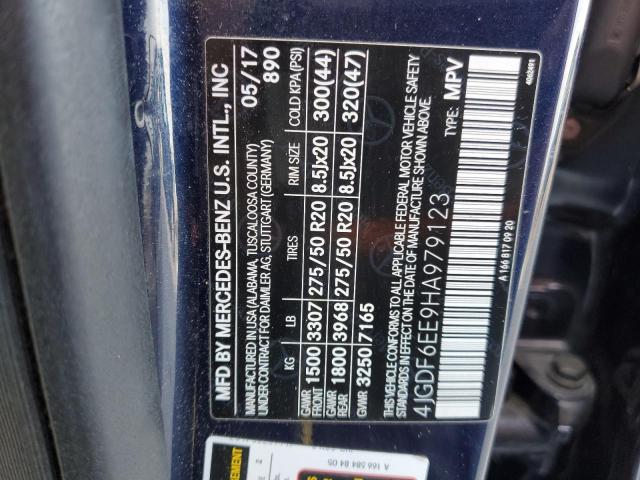 MFD BY MERCEDES-BENZ U.S. INTL., INC 05/17
MANUFACTURED IN USA (ALABAMA, TUSCALOOSA COUNTY) 890
UNDER CONTRACT FOR DAIMLER AG, STUTTGART (GERMANY)
KG LB TIRES RIM SIZE COLD KPA (PSI)
GAWR FRONT 1500 3307 275/50 R20 8.5Jx20 300(44)
GAWR REAR 1800 3968 275/50 R20 8.5Jx20 320(47)
GVWR 3250 7165
THIS VEHICLE CONFORMS TO ALL APPLICABLE FEDERAL MOTOR VEHICLE SAFETY
STANDARDS IN EFFECT ON THE DATE OF MANUFACTURE SHOWN ABOVE.
4JGDF6EE9HA979123 TYPE: MPV
A 166 817 09 20
A 166 584 84 05